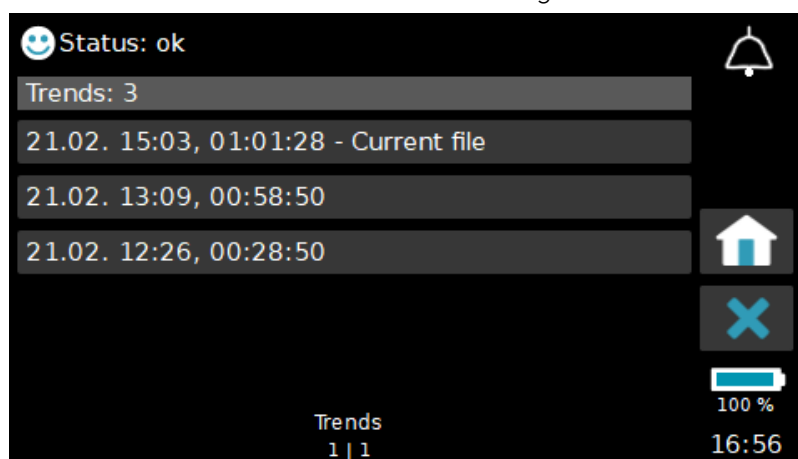 Status: ok
Trends: 3
21.02. 15:03, 01:01:28 - Current file
21.02. 13:09, 00:58:50
21.02. 12:26, 00:28:50
100 %
Trends
1 | 1
16:56